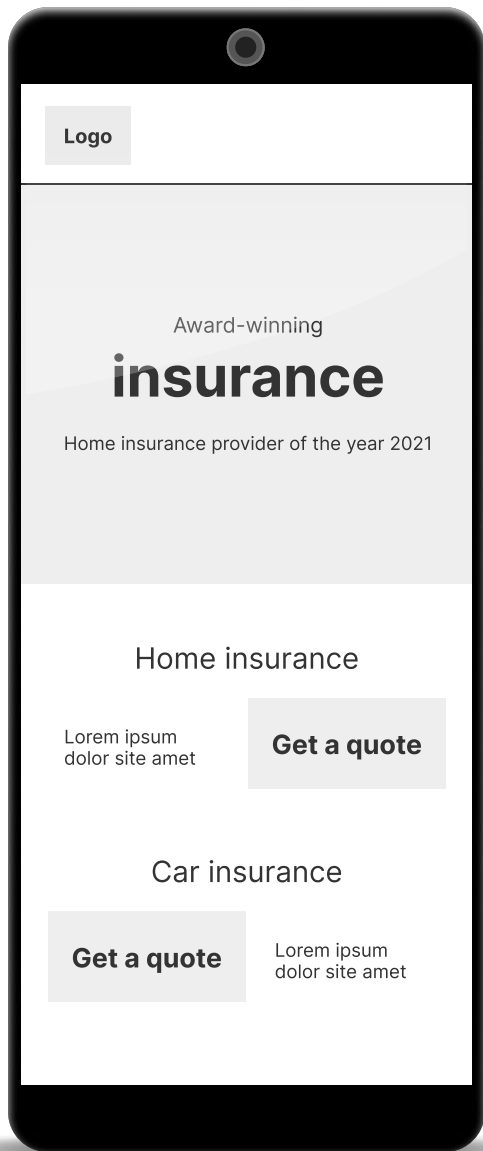 Logo
Award-winning
insurance
Home insurance provider of the year 2021
Home insurance
Lorem ipsum
dolor site amet
Get a quote
Car insurance
Get a quote
Lorem ipsum
dolor site amet